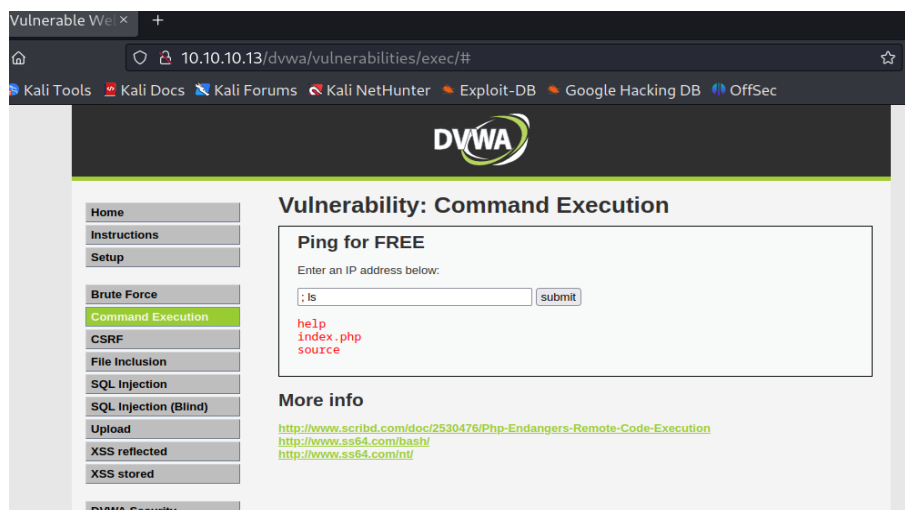 Vulnerable We ×
+
10.10.10.13/dvwa/vulnerabilities/exec/#
Kali Tools Kali Docs Kali Forums Kali NetHunter Exploit-DB Google Hacking DB OffSec
DVWA
Home
Instructions
Setup
Brute Force
Command Execution
CSRF
File Inclusion
SQL Injection
SQL Injection (Blind)
Upload
XSS reflected
XSS stored
DVWA Security
Vulnerability: Command Execution
Ping for FREE
Enter an IP address below:
; ls submit
help
index.php
source
More info
http://www.scribd.com/doc/2530476/Php-Endangers-Remote-Code-Execution
http://www.ss64.com/bash/
http://www.ss64.com/nt/